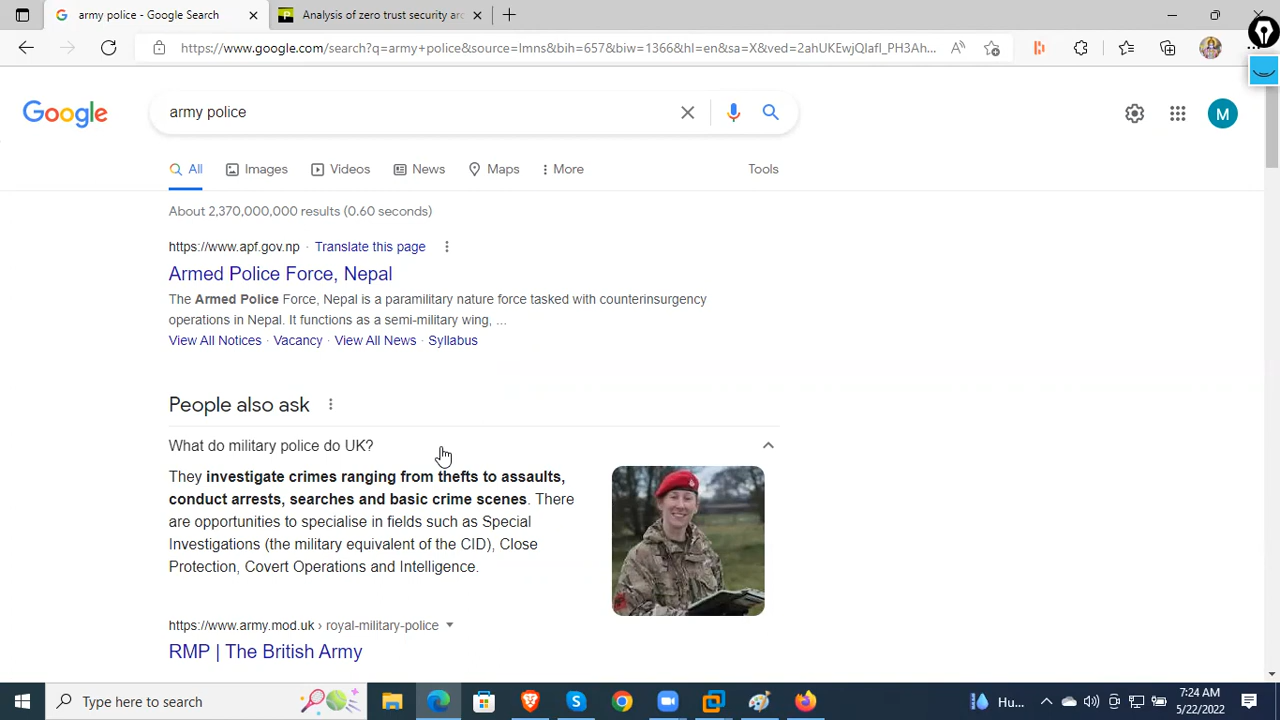 army police - Google Search
Analysis of zero trust security arc
https://www.google.com/search?q=army+police&source=lmns&bih=657&biw=1366&hl=en&sa=X&ved=2ahUKEwjQlafl_PH3Ah...
Google
army police
M
All
Images
Videos
News
Maps
More
Tools
About 2,370,000,000 results (0.60 seconds)
https://www.apf.gov.np · Translate this page
Armed Police Force, Nepal
The Armed Police Force, Nepal is a paramilitary nature force tasked with counterinsurgency
operations in Nepal. It functions as a semi-military wing, ...
View All Notices · Vacancy · View All News · Syllabus
People also ask
What do military police do UK?
They investigate crimes ranging from thefts to assaults,
conduct arrests, searches and basic crime scenes. There
are opportunities to specialise in fields such as Special
Investigations (the military equivalent of the CID), Close
Protection, Covert Operations and Intelligence.
https://www.army.mod.uk › royal-military-police
RMP | The British Army
Type here to search
Hu...
7:24 AM
5/22/2022